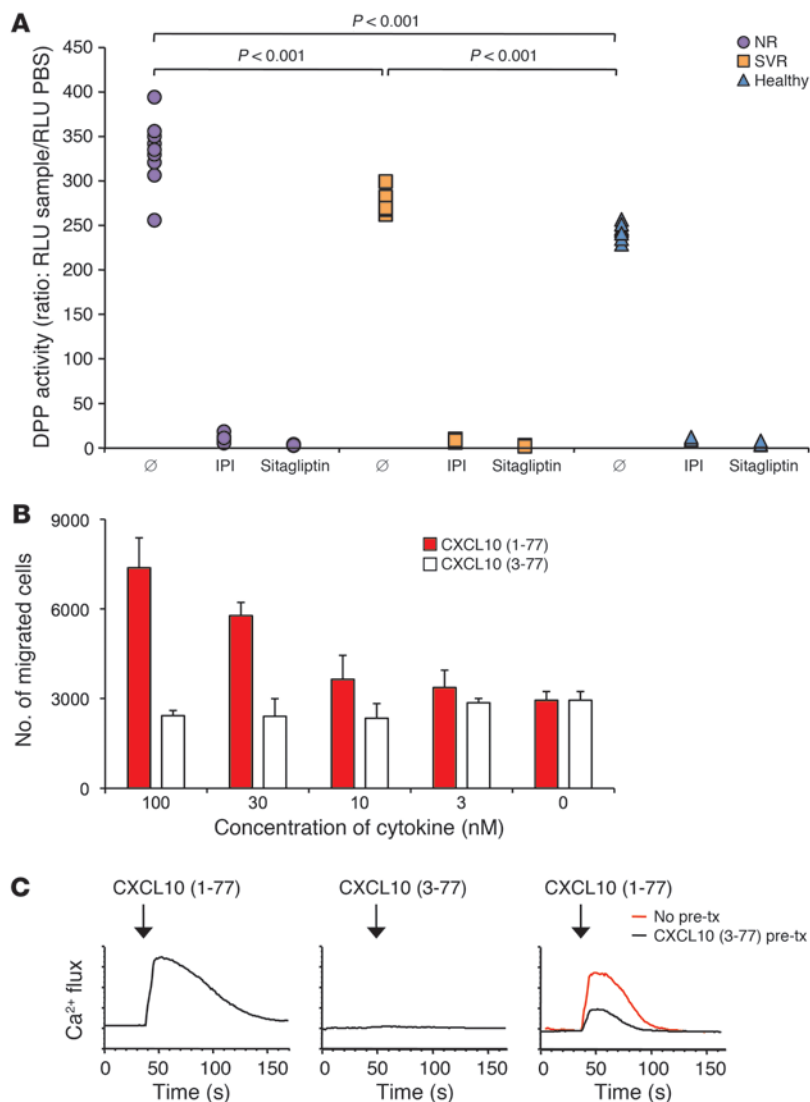 A
P < 0.001
P < 0.001
P < 0.001
NR
SVR
Healthy
DPP activity (ratio: RLU sample/RLU PBS)
450
400
350
300
250
200
150
100
50
0
Ø
IPI
Sitagliptin
Ø
IPI
Sitagliptin
Ø
IPI
Sitagliptin
B
No. of migrated cells
9000
6000
3000
0
CXCL10 (1-77)
CXCL10 (3-77)
100
30
10
3
0
Concentration of cytokine (nM)
C
CXCL10 (1-77)
CXCL10 (3-77)
CXCL10 (1-77)
No pre-tx
CXCL10 (3-77) pre-tx
Ca²⁺ flux
0 50 100 150
0 50 100 150
0 50 100 150
Time (s)
Time (s)
Time (s)